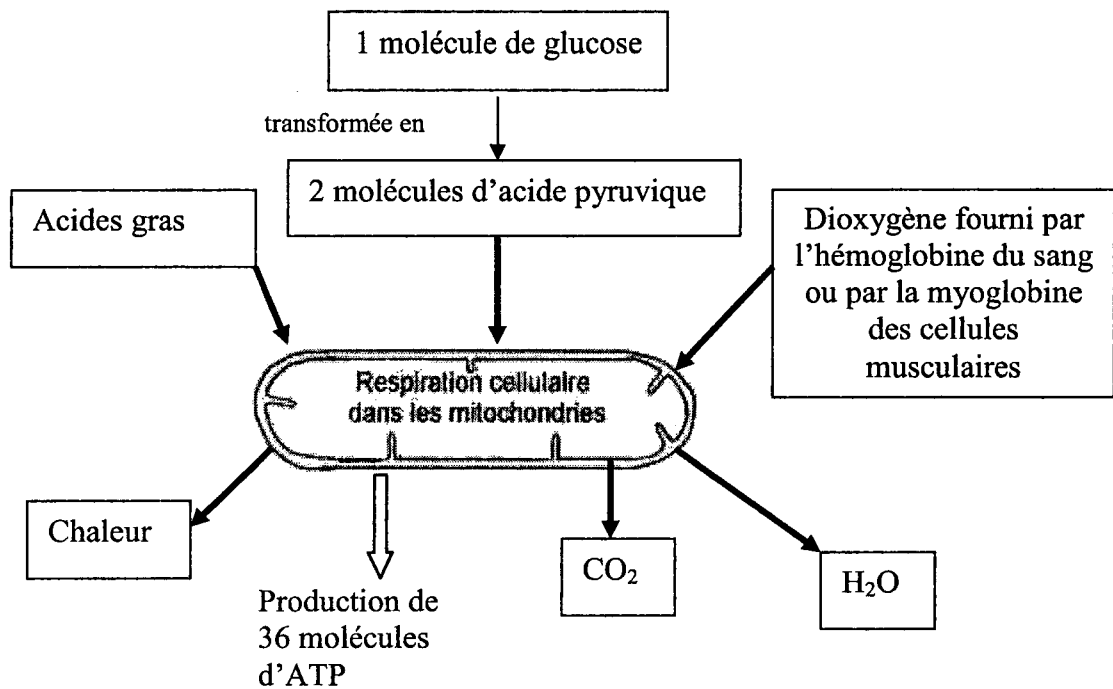 1 molécule de glucose
transformée en
2 molécules d'acide pyruvique
Acides gras
Dioxygène fourni par
l'hémoglobine du sang
ou par la myoglobine
des cellules
musculaires
Respiration cellulaire
dans les mitochondries
Chaleur
Production de
36 molécules
d'ATP
CO₂
H₂O